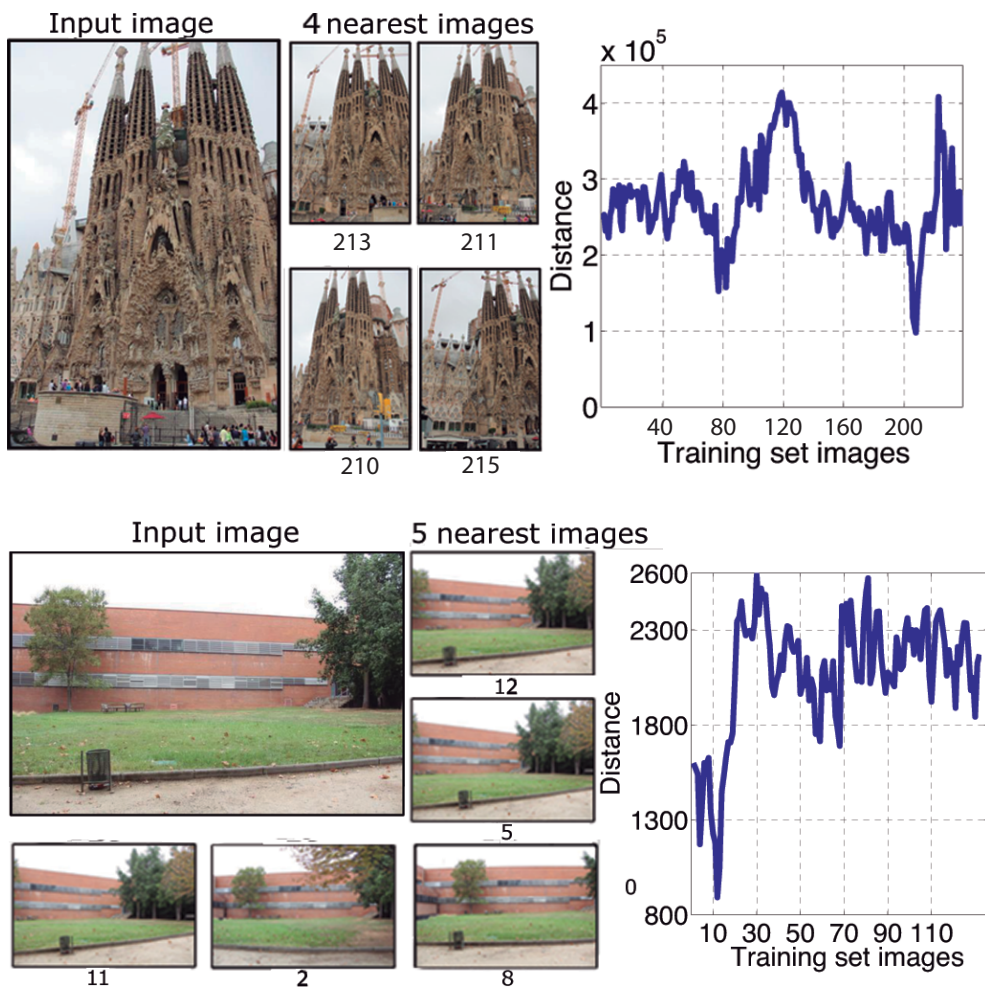 Input image
4 nearest images
213
211
210
215
x 10⁵
4
3
2
1
0
Distance
40 80 120 160 200
Training set images
Input image
5 nearest images
12
5
11
2
8
2600
2300
1800
1300
0
800
Distance
10 30 50 70 90 110
Training set images